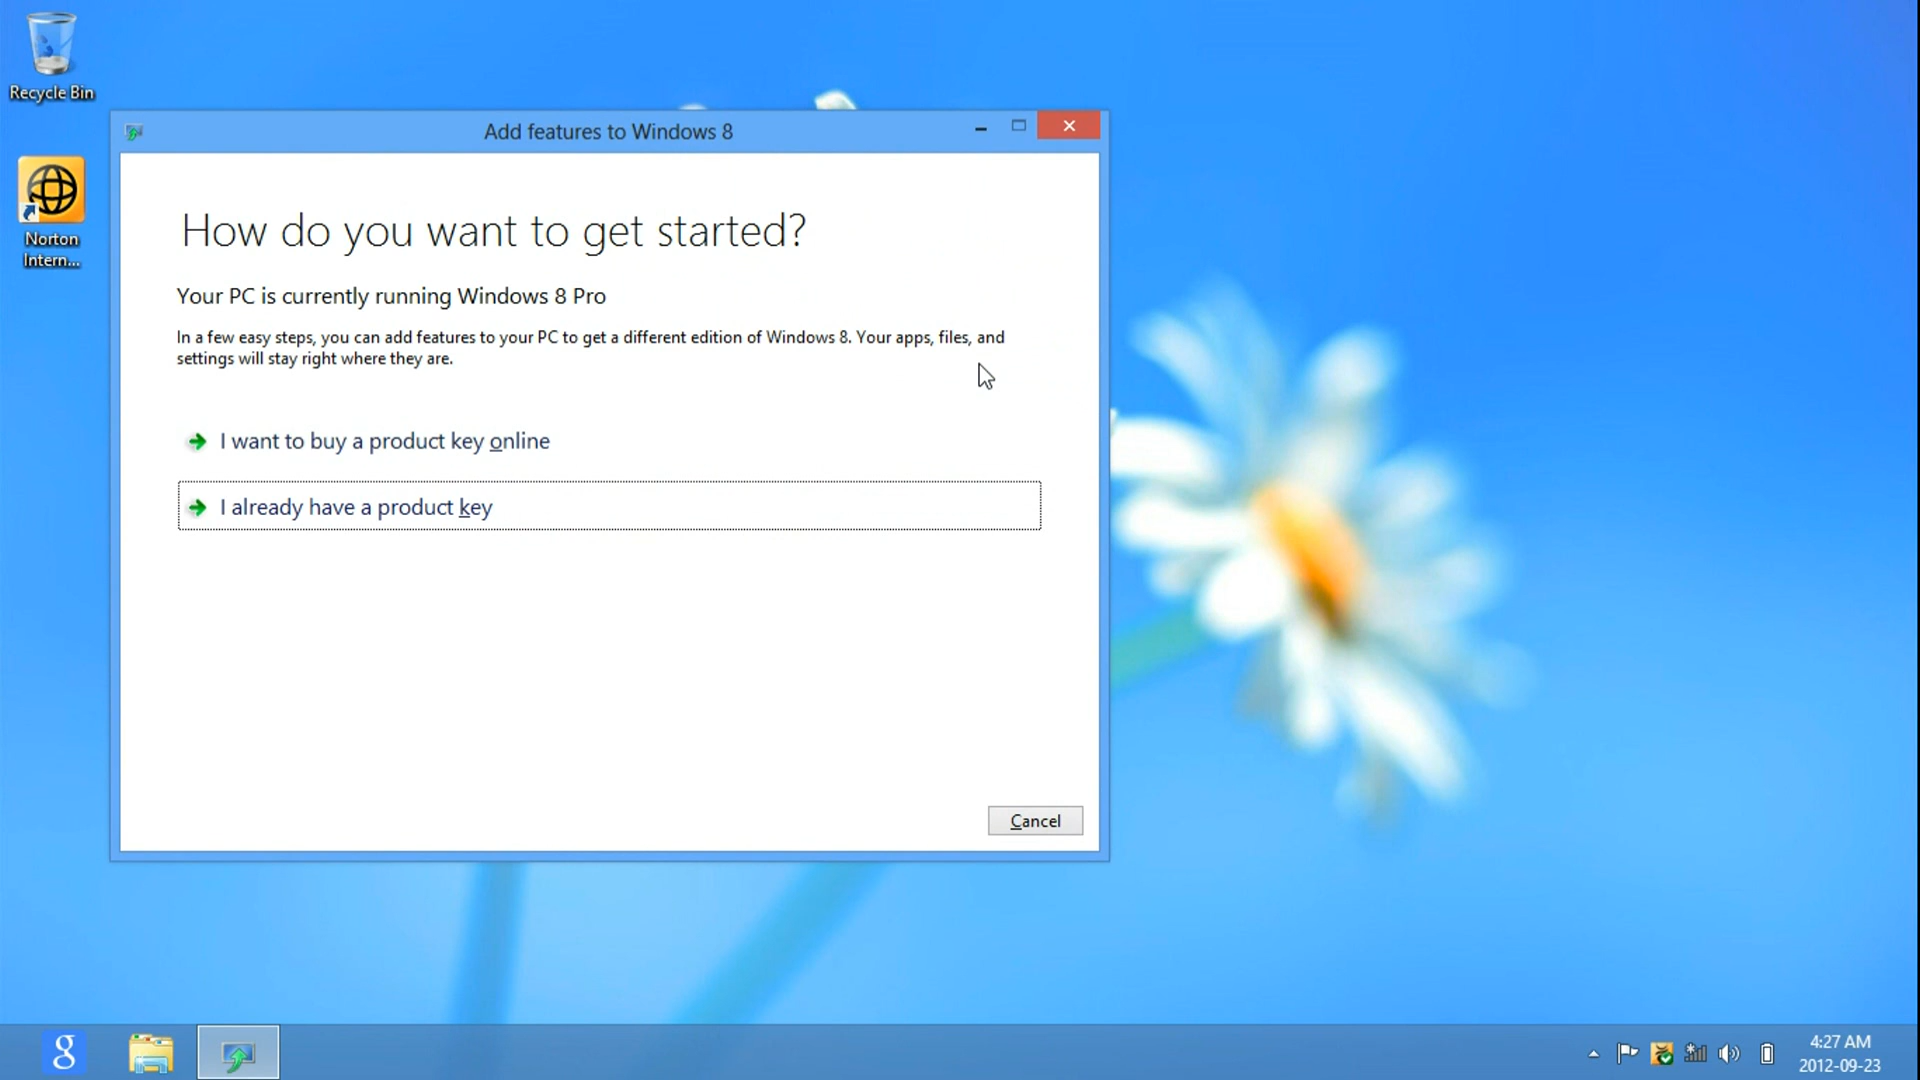 Recycle Bin
Norton
Intern...
Add features to Windows 8
How do you want to get started?
Your PC is currently running Windows 8 Pro
In a few easy steps, you can add features to your PC to get a different edition of Windows 8. Your apps, files, and
settings will stay right where they are.
I want to buy a product key online
I already have a product key
Cancel
g
4:27 AM
2012-09-23